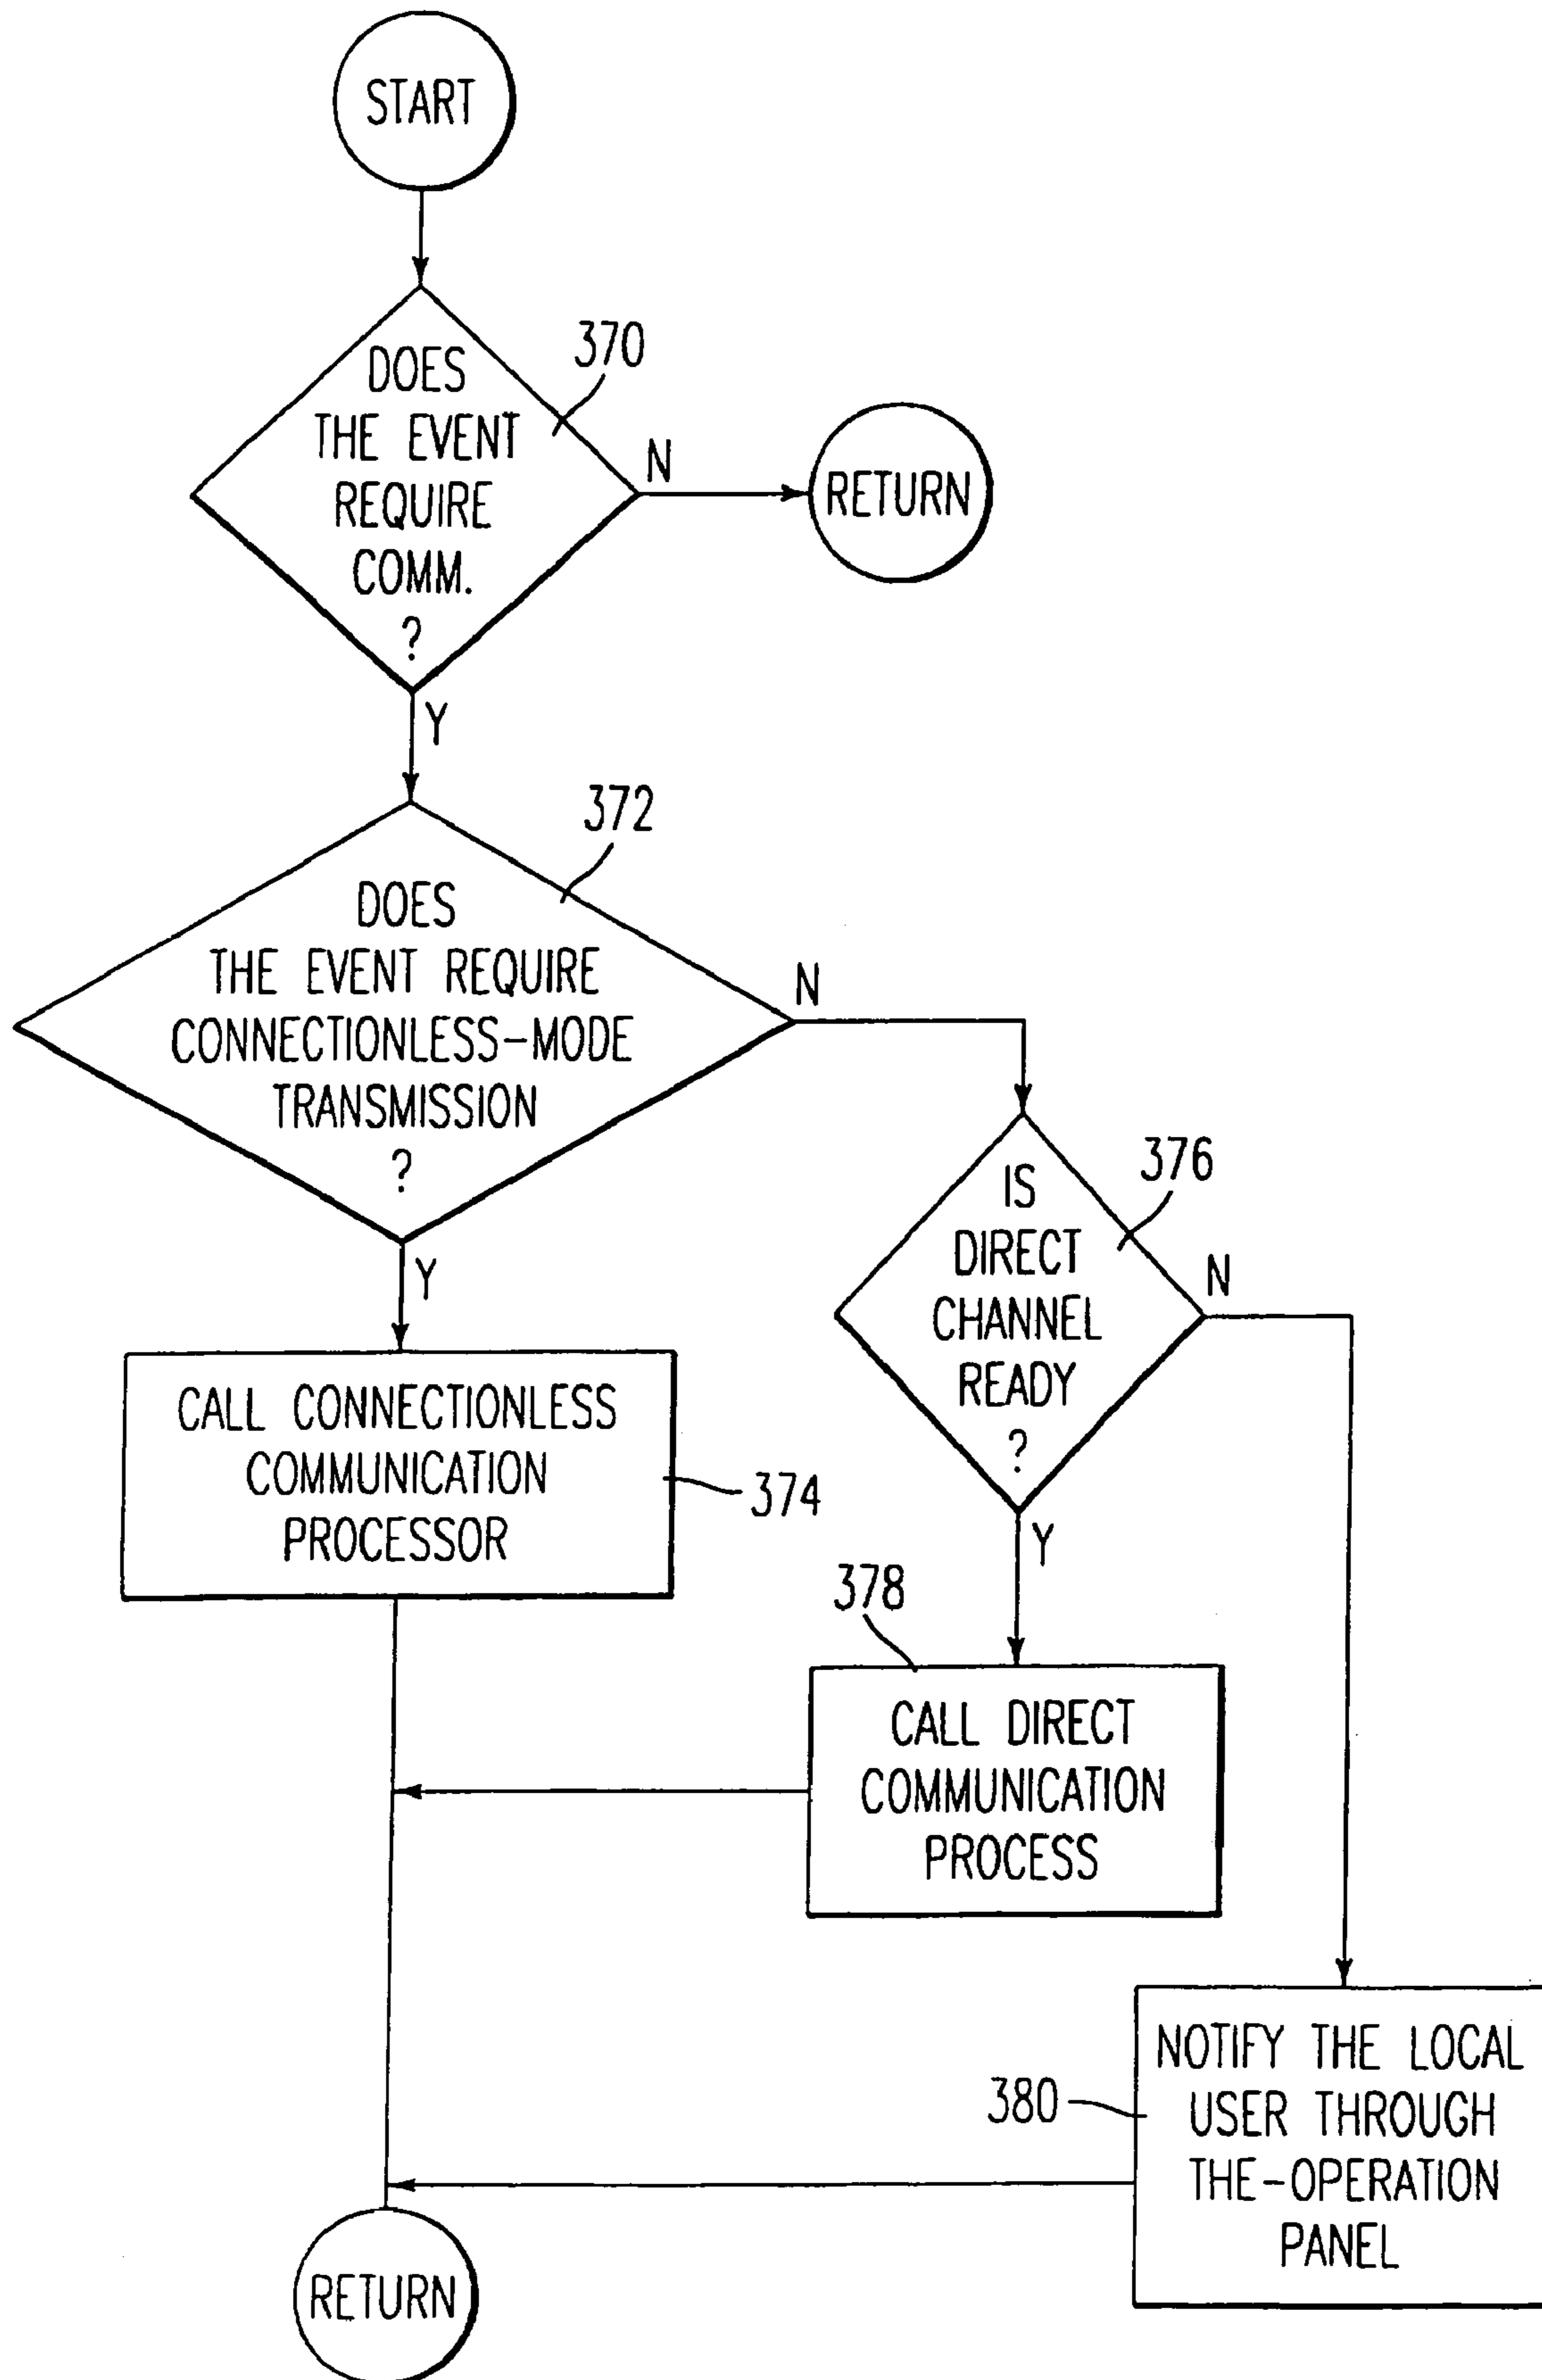 START
370
DOES
THE EVENT
REQUIRE
COMM.
?
N
RETURN
Y
372
DOES
THE EVENT REQUIRE
CONNECTIONLESS-MODE
TRANSMISSION
?
N
Y
376
IS
DIRECT
CHANNEL
READY
?
N
Y
CALL CONNECTIONLESS
COMMUNICATION
PROCESSOR
374
378
CALL DIRECT
COMMUNICATION
PROCESS
380
NOTIFY THE LOCAL
USER THROUGH
THE-OPERATION
PANEL
RETURN